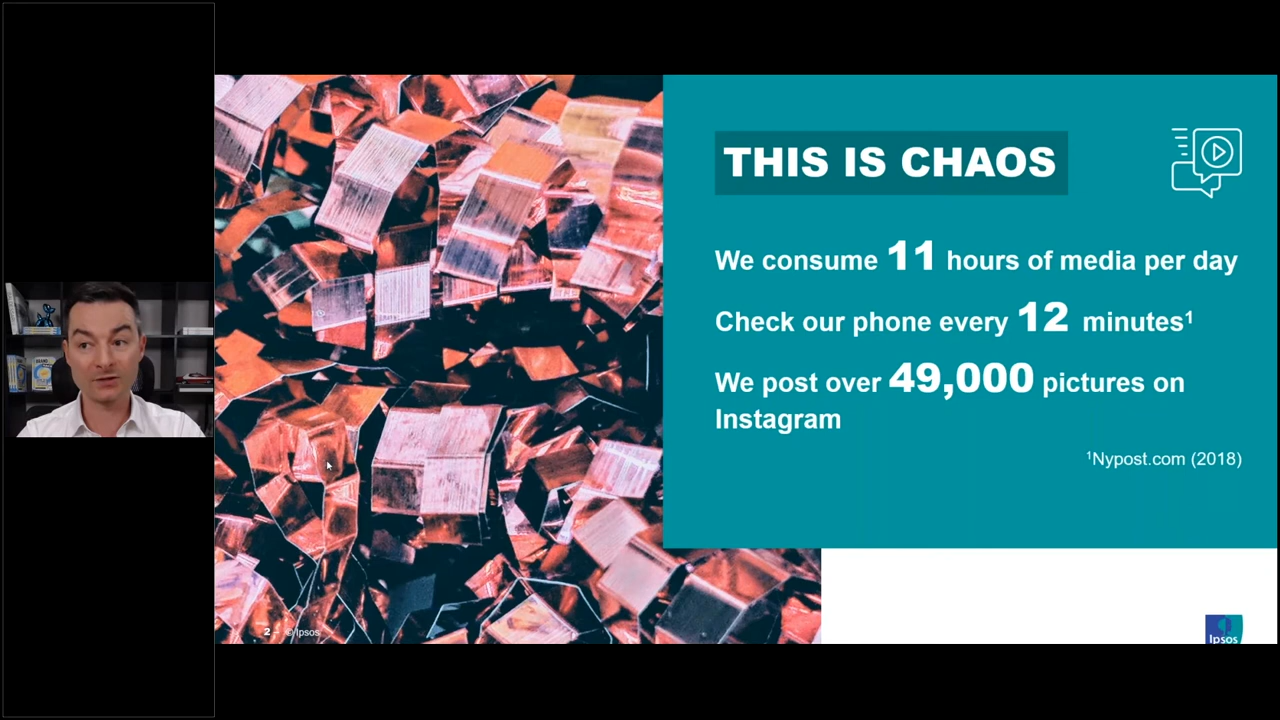 THIS IS CHAOS
We consume 11 hours of media per day
Check our phone every 12 minutes¹
We post over 49,000 pictures on
Instagram
¹Nypost.com (2018)
2 – © Ipsos
Ipsos